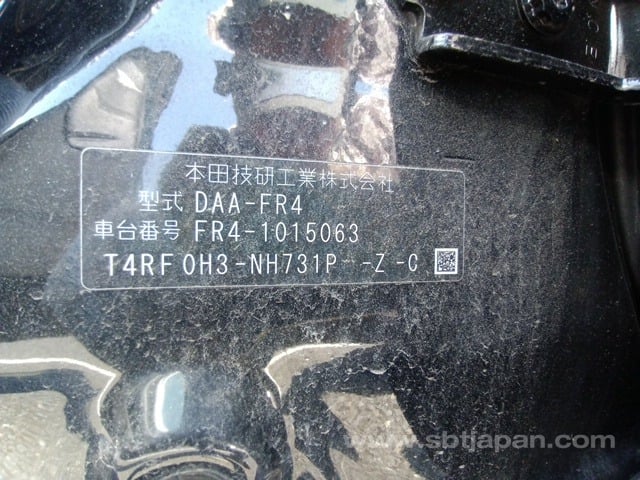 本田技研工業株式会社
型式 DAA-FR4
車台番号 FR4-1015063
T4RF 0H3-NH731P --Z -C
www.sbtjapan.com